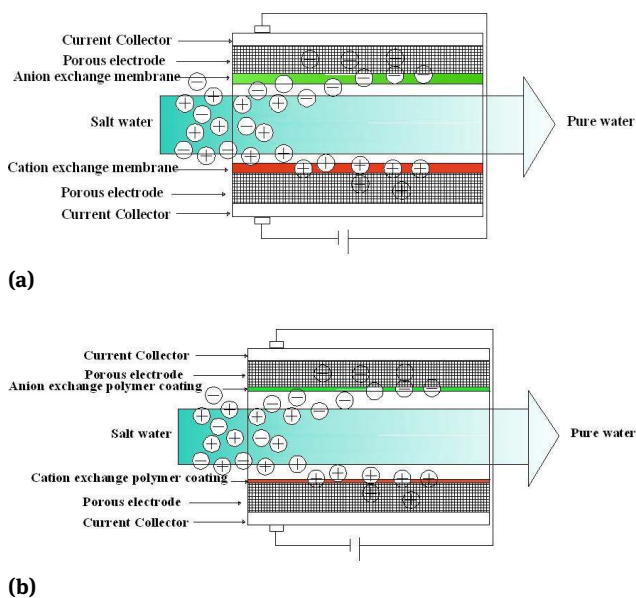 Current Collector
Porous electrode
Anion exchange membrane
Salt water
Pure water
Cation exchange membrane
Porous electrode
Current Collector
(a)
Current Collector
Porous electrode
Anion exchange polymer coating
Salt water
Pure water
Cation exchange polymer coating
Porous electrode
Current Collector
(b)